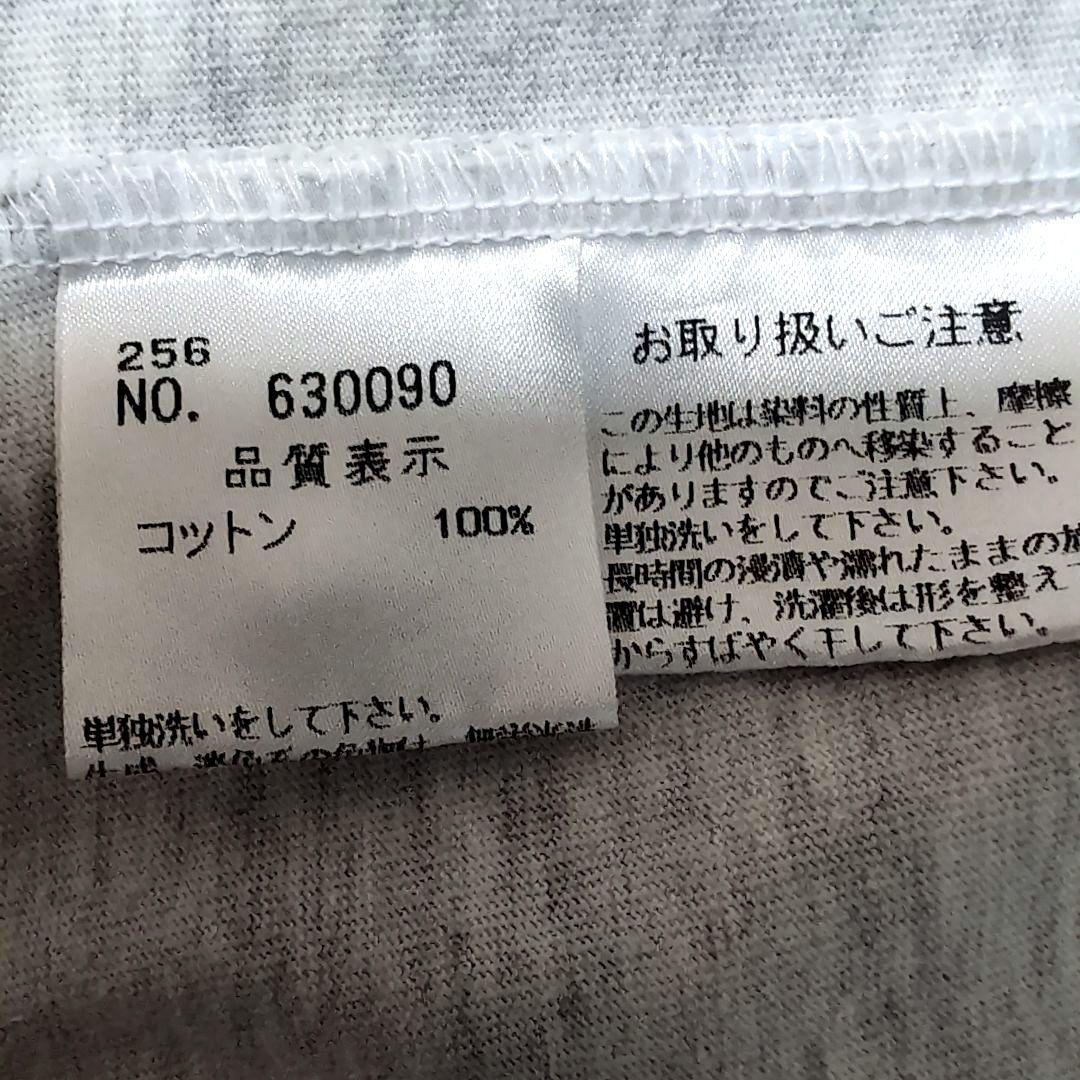 256
NO. 630090
品質表示
コットン 100%
単独洗いをして下さい。
お取り扱いご注意
この生地は染料の性質上、摩擦
により他のものへ移染すること
がありますのでご注意下さい。
単独洗いをして下さい。
長時間の浸漬や濡れたままの放
置は避け、洗濯後は形を整えて
からすばやく干して下さい。